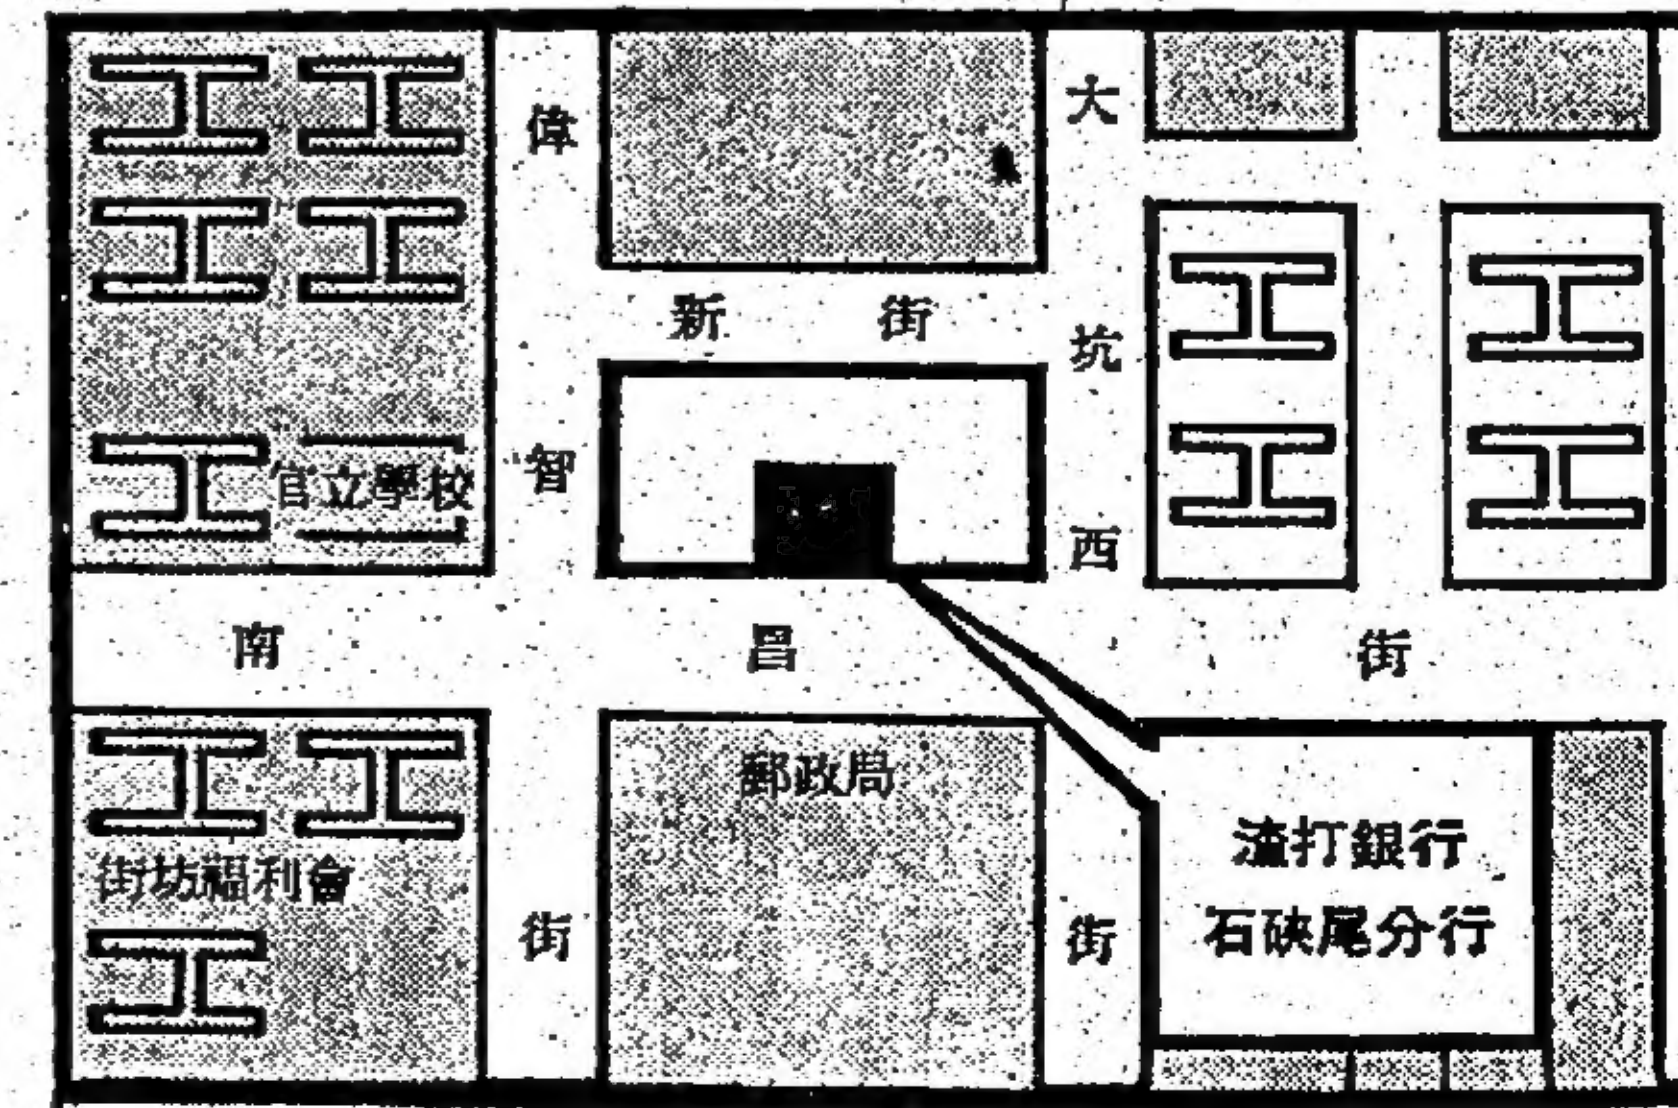 偉智街
大坑西街
新街
官立學校
南昌街
郵政局
街坊福利會
渣打銀行
石硤尾分行